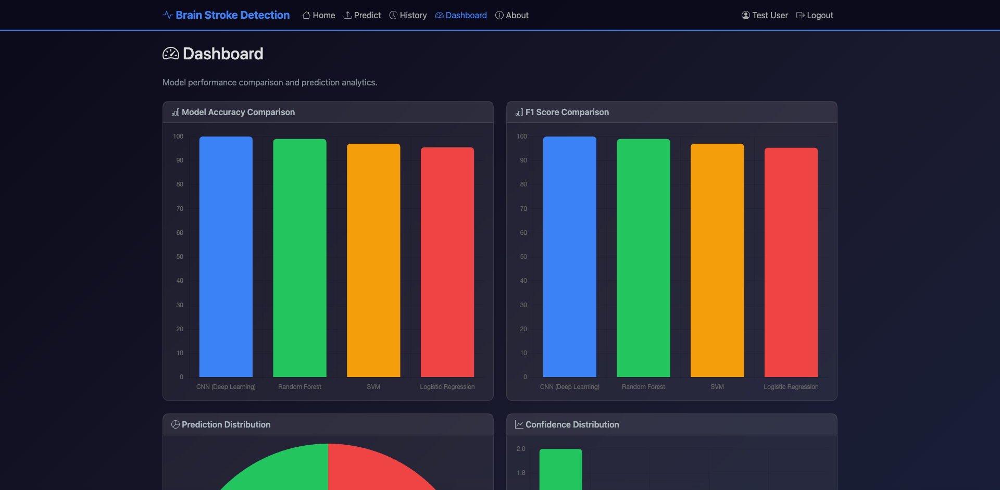 Brain Stroke Detection Home Predict History Dashboard About Test User Logout
Dashboard
Model performance comparison and prediction analytics.
Model Accuracy Comparison
100
90
80
70
60
50
40
30
20
10
0
CNN (Deep Learning) Random Forest SVM Logistic Regression
F1 Score Comparison
100
90
80
70
60
50
40
30
20
10
0
CNN (Deep Learning) Random Forest SVM Logistic Regression
Prediction Distribution
Confidence Distribution
2.0
1.8